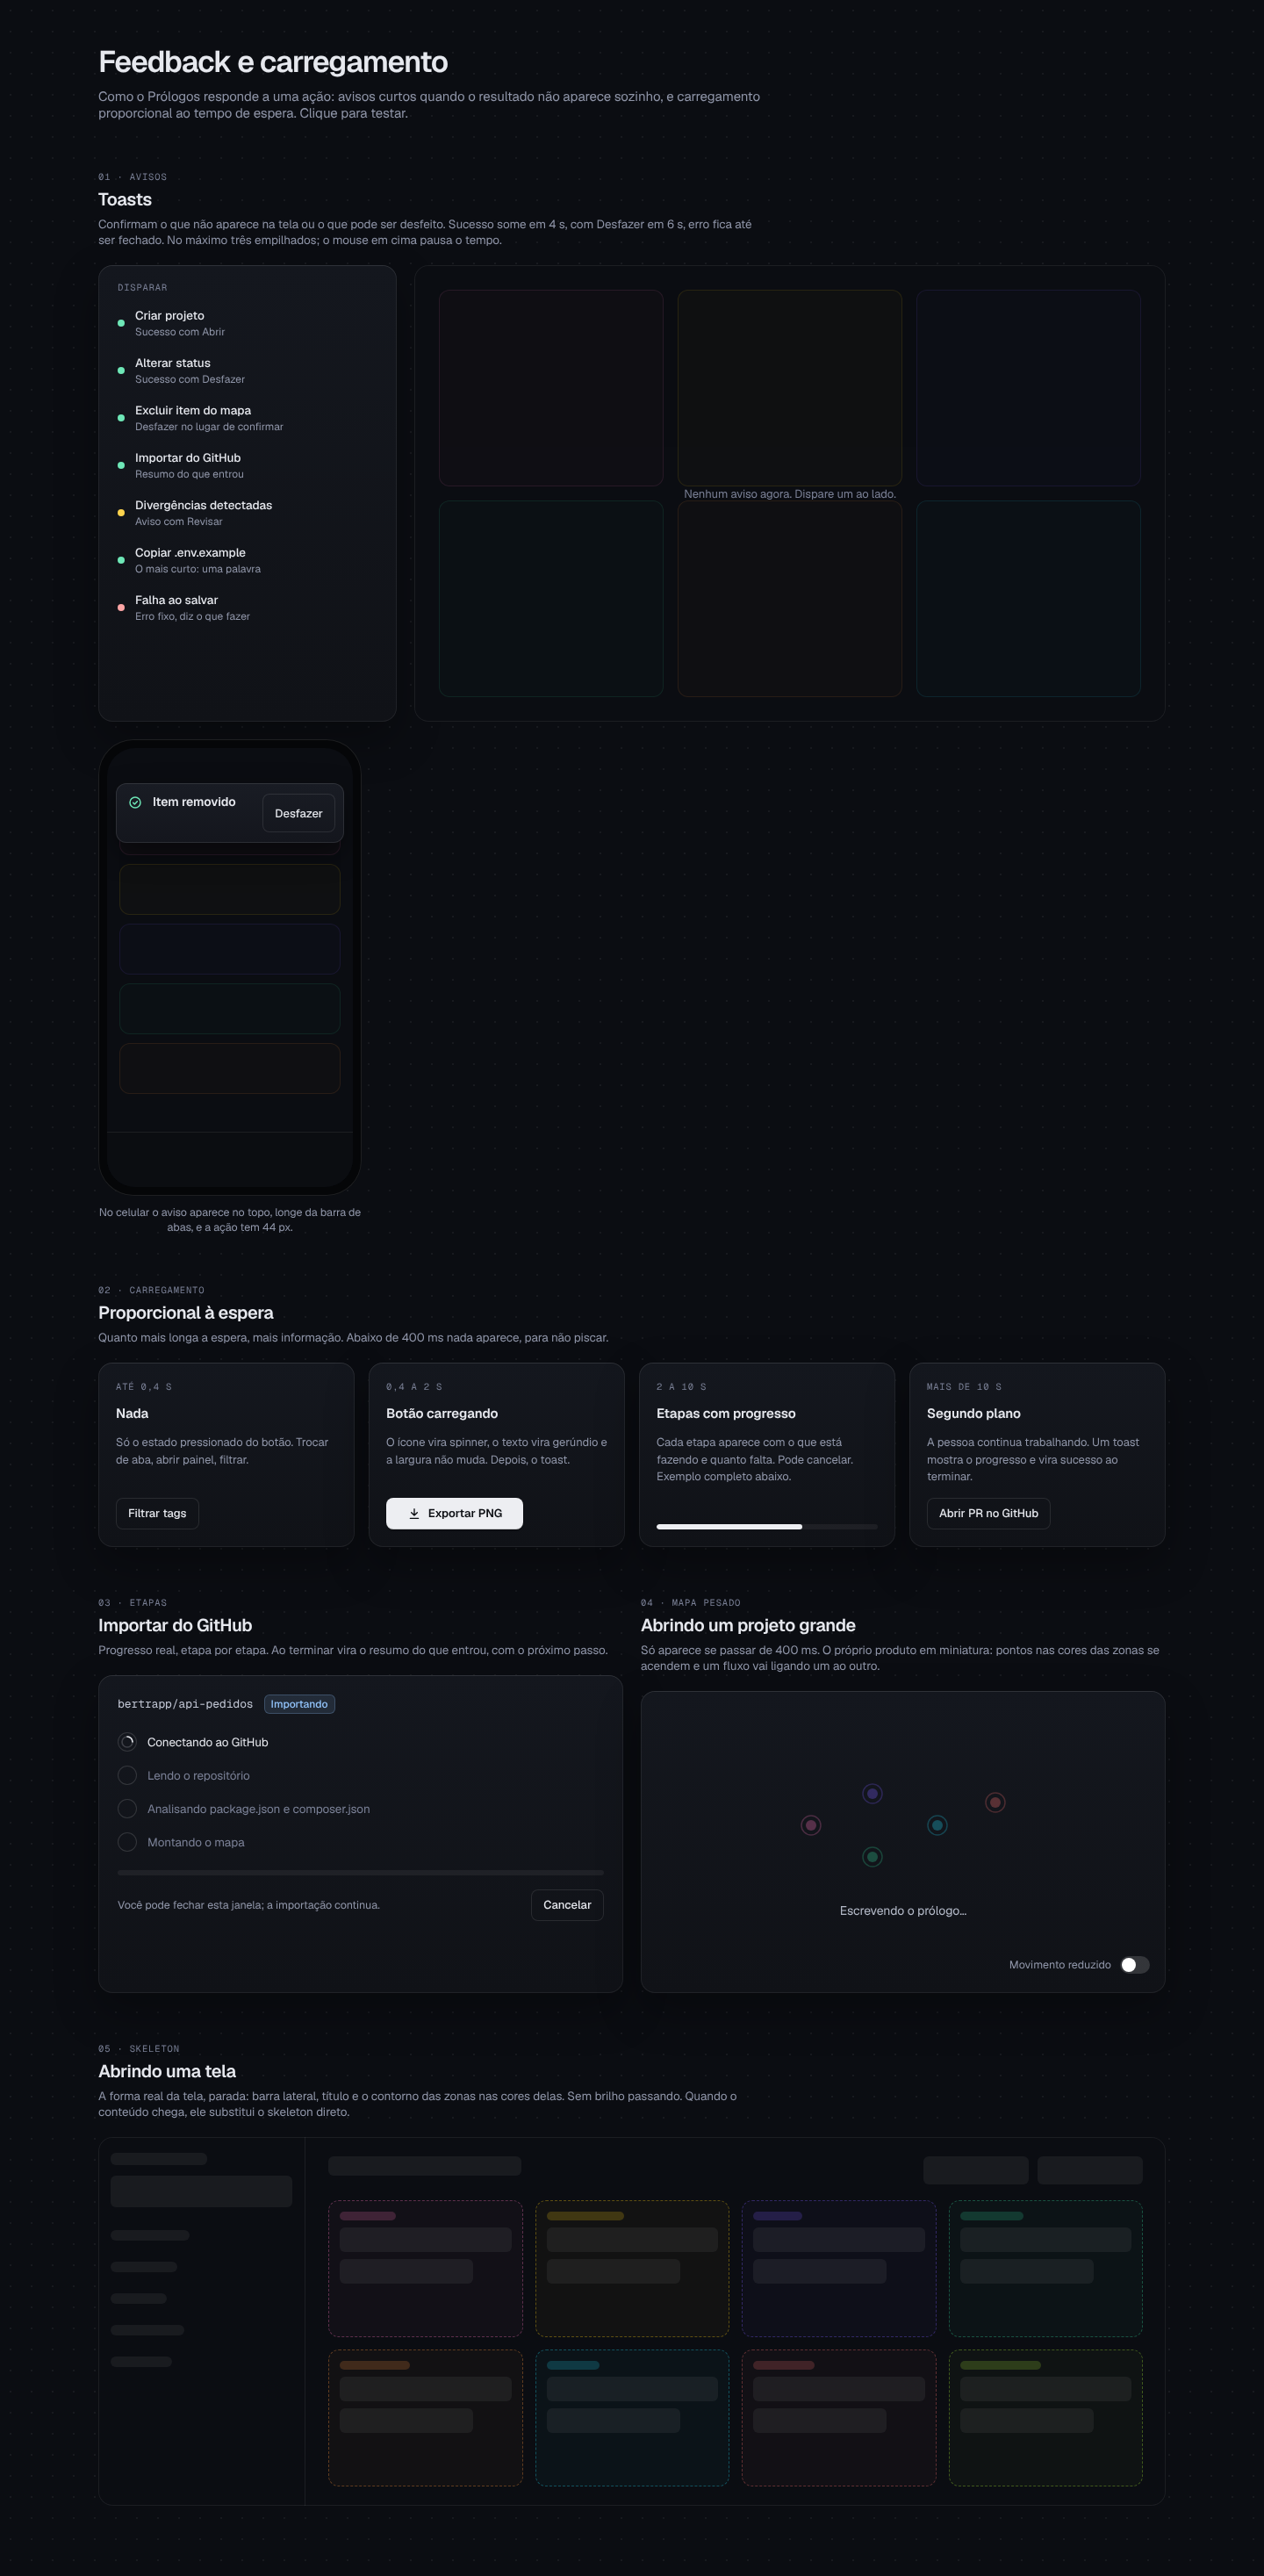 Feedback e carregamento
Como o Prólogos responde a uma ação: avisos curtos quando o resultado não aparece sozinho, e carregamento
proporcional ao tempo de espera. Clique para testar.
01 · AVISOS
Toasts
Confirmam o que não aparece na tela ou o que pode ser desfeito. Sucesso some em 4 s, com Desfazer em 6 s, erro fica até
ser fechado. No máximo três empilhados; o mouse em cima pausa o tempo.
DISPARAR
Criar projeto
Sucesso com Abrir
Alterar status
Sucesso com Desfazer
Excluir item do mapa
Desfazer no lugar de confirmar
Importar do GitHub
Resumo do que entrou
Divergências detectadas
Aviso com Revisar
Copiar .env.example
O mais curto: uma palavra
Falha ao salvar
Erro fixo, diz o que fazer
Nenhum aviso agora. Dispare um ao lado.
Item removido
Desfazer
No celular o aviso aparece no topo, longe da barra de
abas, e a ação tem 44 px.
02 · CARREGAMENTO
Proporcional à espera
Quanto mais longa a espera, mais informação. Abaixo de 400 ms nada aparece, para não piscar.
ATÉ 0,4 S
Nada
Só o estado pressionado do botão. Trocar
de aba, abrir painel, filtrar.
Filtrar tags
0,4 A 2 S
Botão carregando
O ícone vira spinner, o texto vira gerúndio e
a largura não muda. Depois, o toast.
Exportar PNG
2 A 10 S
Etapas com progresso
Cada etapa aparece com o que está
fazendo e quanto falta. Pode cancelar.
Exemplo completo abaixo.
MAIS DE 10 S
Segundo plano
A pessoa continua trabalhando. Um toast
mostra o progresso e vira sucesso ao
terminar.
Abrir PR no GitHub
03 · ETAPAS
Importar do GitHub
Progresso real, etapa por etapa. Ao terminar vira o resumo do que entrou, com o próximo passo.
bertrapp/api-pedidos
Importando
Conectando ao GitHub
Lendo o repositório
Analisando package.json e composer.json
Montando o mapa
Você pode fechar esta janela; a importação continua.
Cancelar
04 · MAPA PESADO
Abrindo um projeto grande
Só aparece se passar de 400 ms. O próprio produto em miniatura: pontos nas cores das zonas se
acendem e um fluxo vai ligando um ao outro.
Escrevendo o prólogo…
Movimento reduzido
05 · SKELETON
Abrindo uma tela
A forma real da tela, parada: barra lateral, título e o contorno das zonas nas cores delas. Sem brilho passando. Quando o
conteúdo chega, ele substitui o skeleton direto.